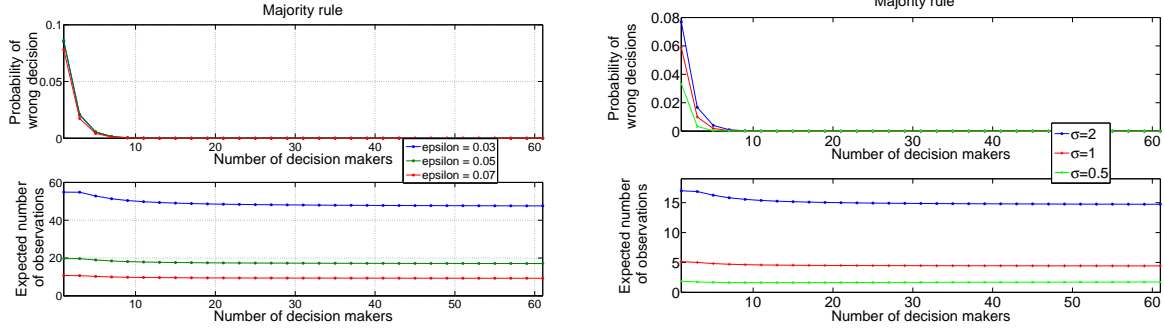 Majority rule
0.1
0.05
0
Probability of
wrong decision
10 20 30 40 50 60
Number of decision makers
epsilon = 0.03
epsilon = 0.05
epsilon = 0.07
60
40
20
0
Expected number
of observations
10 20 30 40 50 60
Number of decision makers
Majority rule
0.08
0.06
0.04
0.02
0.00
Probability of
wrong decisions
10 20 30 40 50 60
Number of decision makers
σ=2
σ=1
σ=0.5
15
10
5
0
Expected number
of observations
10 20 30 40 50 60
Number of decision makers